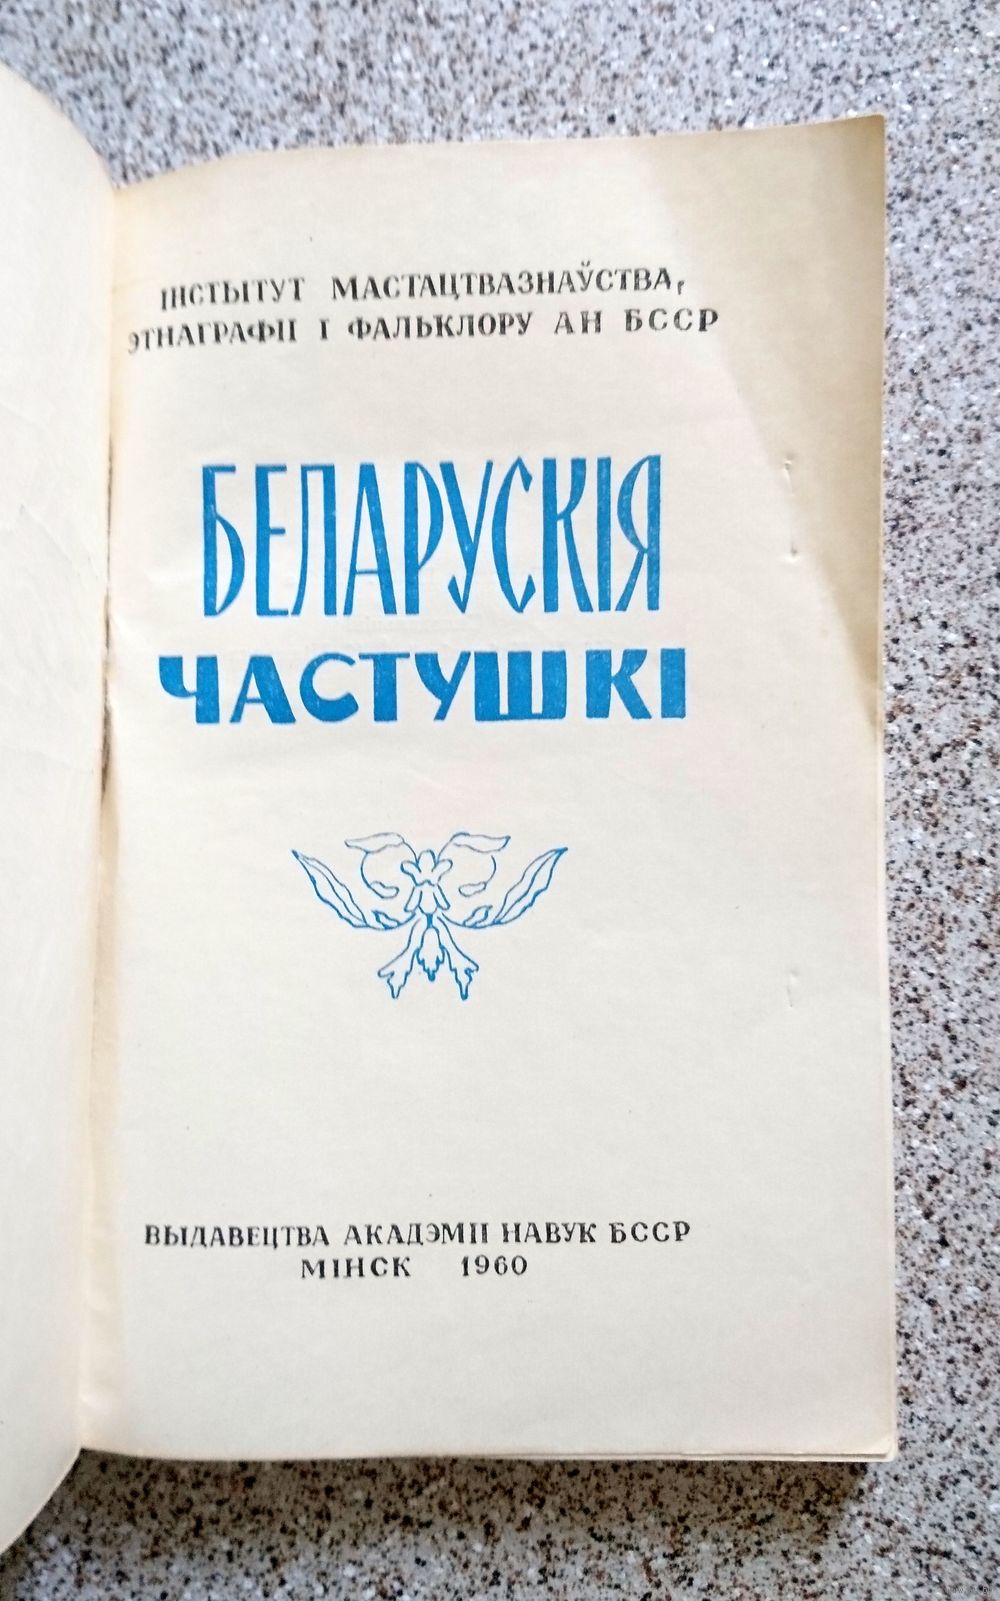 ІНСТЫТУТ МАСТАЦТВАЗНАЎСТВА,
ЭТНАГРАФІІ І ФАЛЬКЛОРУ АН БССР
БЕЛАРУСКІЯ
ЧАСТУШКІ
ВЫДАВЕЦТВА АКАДЭМІІ НАВУК БССР
МІНСК 1960